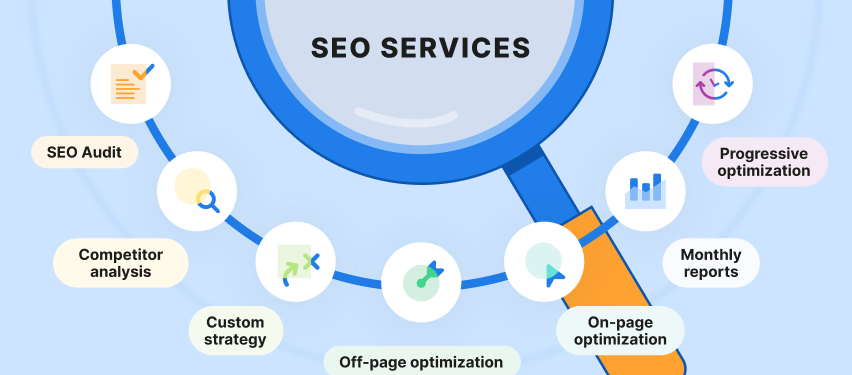 SEO SERVICES
SEO Audit
Competitor
analysis
Custom
strategy
Off-page optimization
On-page
optimization
Monthly
reports
Progressive
optimization